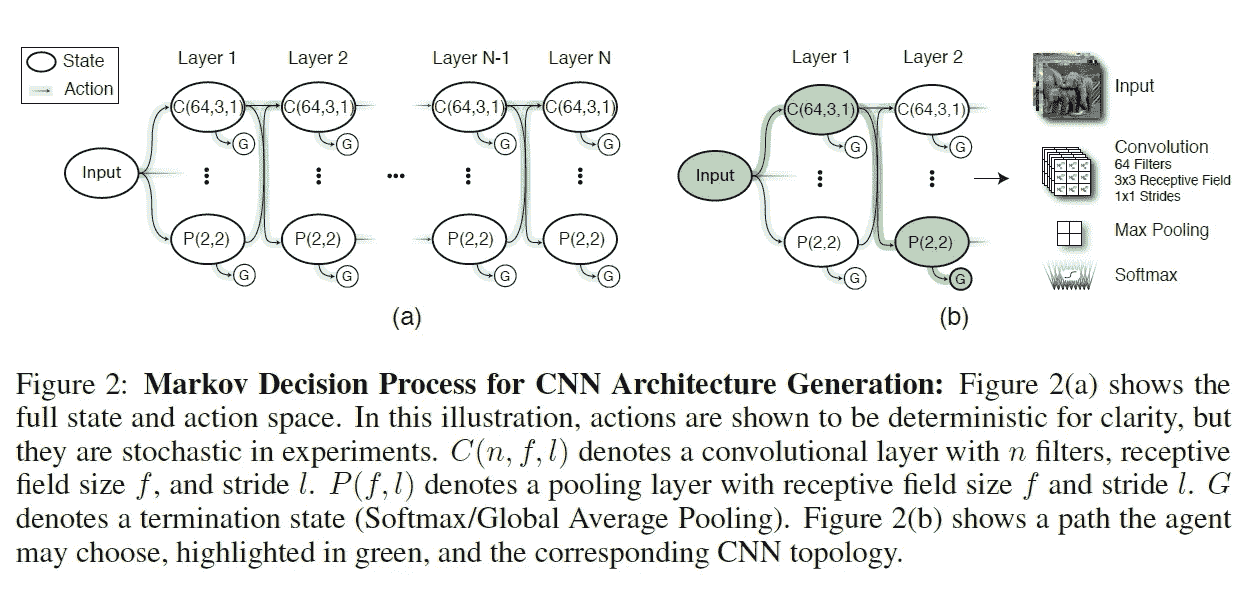 State
Action
Layer 1
Layer 2
Layer N-1
Layer N
C(64,3,1)
C(64,3,1)
C(64,3,1)
C(64,3,1)
G
G
G
G
Input
...
P(2,2)
P(2,2)
P(2,2)
P(2,2)
G
G
G
G
(a)
Layer 1
Layer 2
C(64,3,1)
C(64,3,1)
G
G
Input
P(2,2)
P(2,2)
G
G
(b)
Input
Convolution
64 Filters
3x3 Receptive Field
1x1 Strides
Max Pooling
Softmax
Figure 2: Markov Decision Process for CNN Architecture Generation: Figure 2(a) shows the
full state and action space. In this illustration, actions are shown to be deterministic for clarity, but
they are stochastic in experiments. C(n, f, l) denotes a convolutional layer with n filters, receptive
field size f, and stride l. P(f, l) denotes a pooling layer with receptive field size f and stride l. G
denotes a termination state (Softmax/Global Average Pooling). Figure 2(b) shows a path the agent
may choose, highlighted in green, and the corresponding CNN topology.